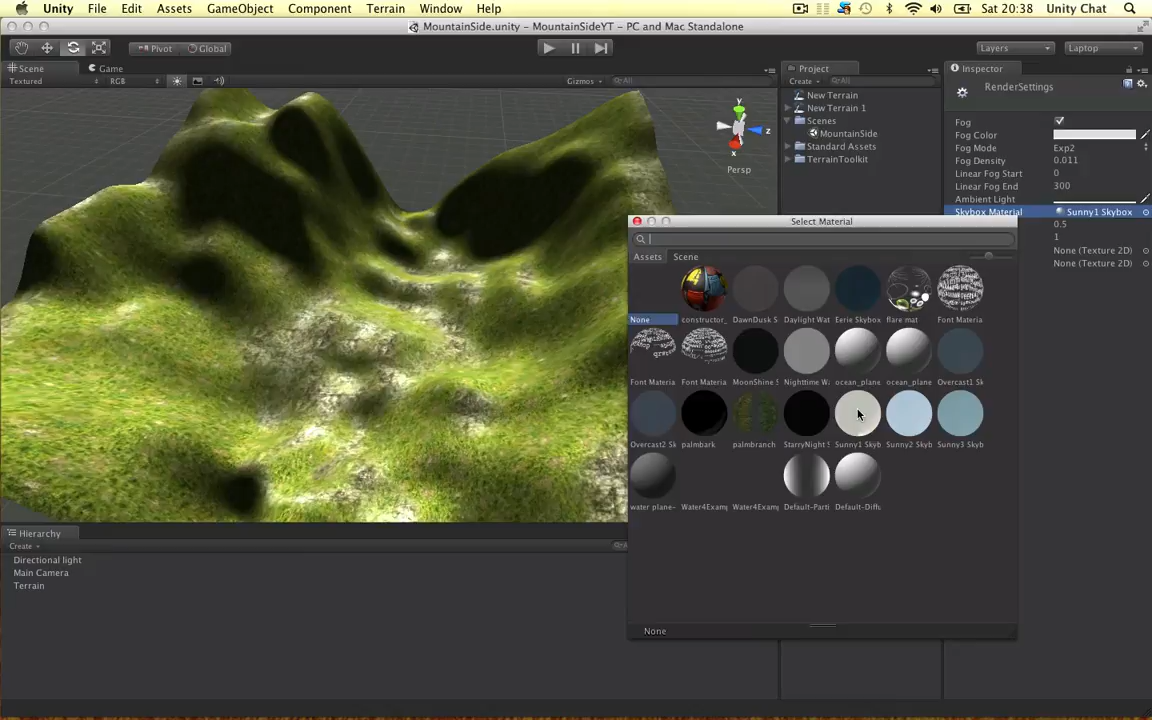 Unity File Edit Assets GameObject Component Terrain Window Help Sat 20:38 Unity Chat
MountainSide.unity - MountainSideYT - PC and Mac Standalone
Pivot Global Layers Laptop
Scene Game Project Inspector
Textured RGB Gizmos All Create All
RenderSettings
New Terrain
New Terrain 1
Scenes
MountainSide
Standard Assets
TerrainToolkit
Fog
Fog Color
Fog Mode Exp2
Fog Density 0.011
Linear Fog Start 0
Linear Fog End 300
Ambient Light
Skybox Material Sunny1 Skybox
0.5
1
None (Texture 2D)
None (Texture 2D)
y
z
x
Persp
Select Material
Assets Scene
None constructor_ DawnDusk S Daylight Wat Eerie Skybox flare mat Font Materia
Font Materia Font Materia MoonShine S Nighttime Wa ocean_plane ocean_plane Overcast1 Sk
Overcast2 Sk palmbark palmbranch StarryNight S Sunny1 Skyb Sunny2 Skyb Sunny3 Skyb
water plane- Water4Examp Water4Examp Default-Parti Default-Diffu
None
Hierarchy
Create
Directional light
Main Camera
Terrain